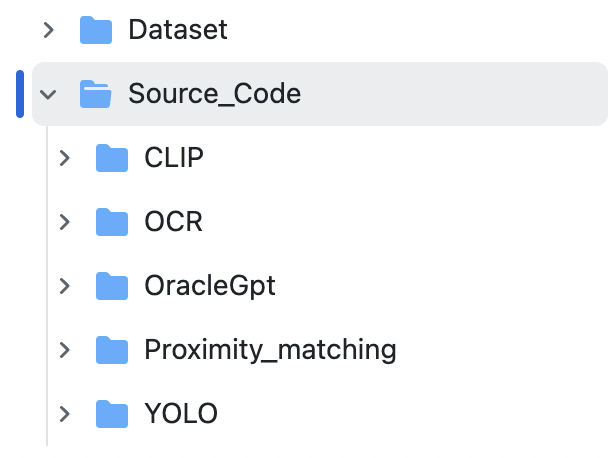 Dataset
Source_Code
CLIP
OCR
OracleGpt
Proximity_matching
YOLO